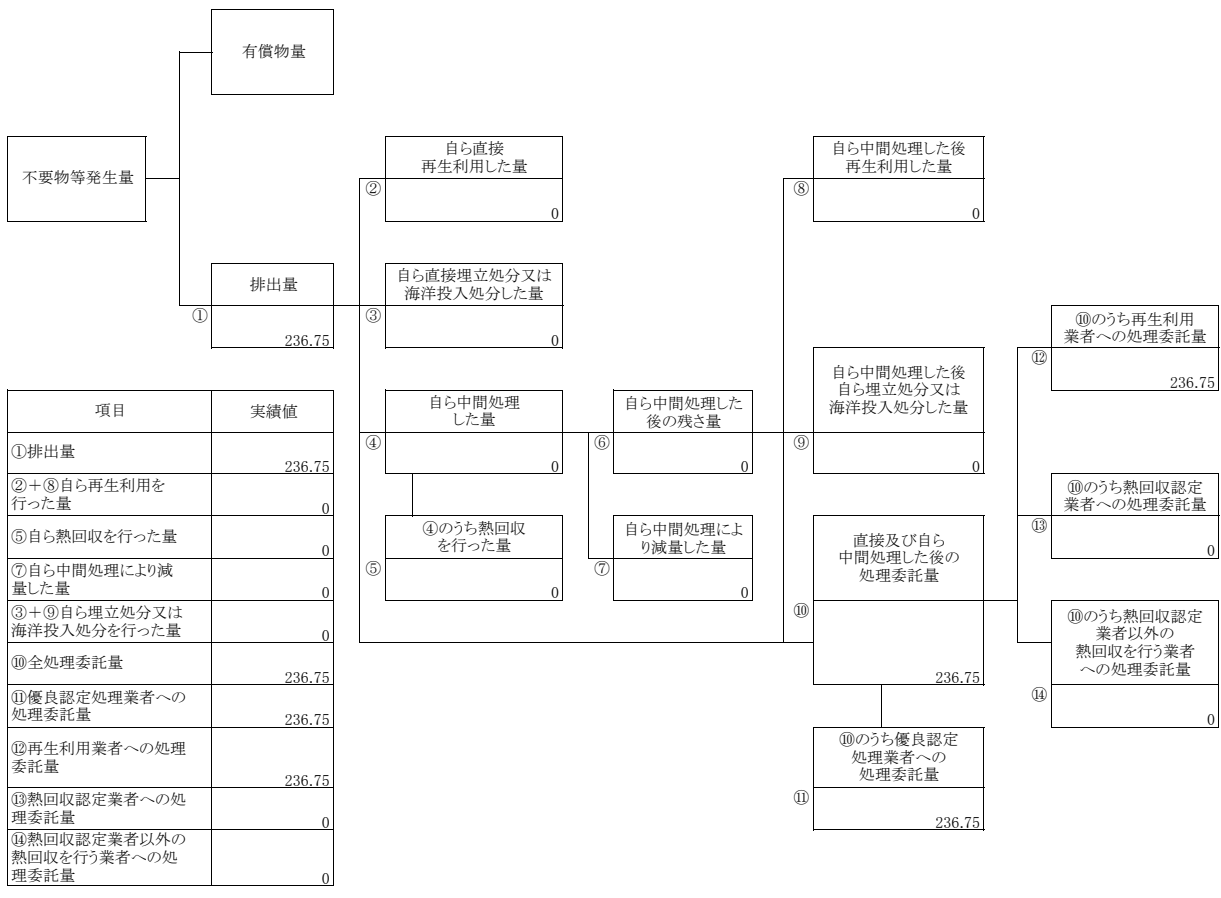 有償物量
不要物等発生量
自ら直接
再生利用した量
②
0
自ら中間処理した後
再生利用した量
⑧
0
排出量
①
236.75
自ら直接埋立処分又は
海洋投入処分した量
③
0
⑩のうち再生利用
業者への処理委託量
⑫
236.75
自ら中間処理
した量
④
0
自ら中間処理した
後の残さ量
⑥
0
自ら中間処理した後
自ら埋立処分又は
海洋投入処分した量
⑨
0
⑩のうち熱回収認定
業者への処理委託量
⑬
0
④のうち熱回収
を行った量
⑤
0
自ら中間処理によ
り減量した量
⑦
0
直接及び自ら
中間処理した後の
処理委託量
⑩
236.75
⑩のうち熱回収認定
業者以外の
熱回収を行う業者
への処理委託量
⑭
0
⑩のうち優良認定
処理業者への
処理委託量
⑪
236.75
項目 実績値
①排出量
236.75
②＋⑧自ら再生利用を
行った量
0
⑤自ら熱回収を行った量
0
⑦自ら中間処理により減
量した量
0
③＋⑨自ら埋立処分又は
海洋投入処分を行った量
0
⑩全処理委託量
236.75
⑪優良認定処理業者への
処理委託量
236.75
⑫再生利用業者への処理
委託量
236.75
⑬熱回収認定業者への処
理委託量
0
⑭熱回収認定業者以外の
熱回収を行う業者への処
理委託量
0